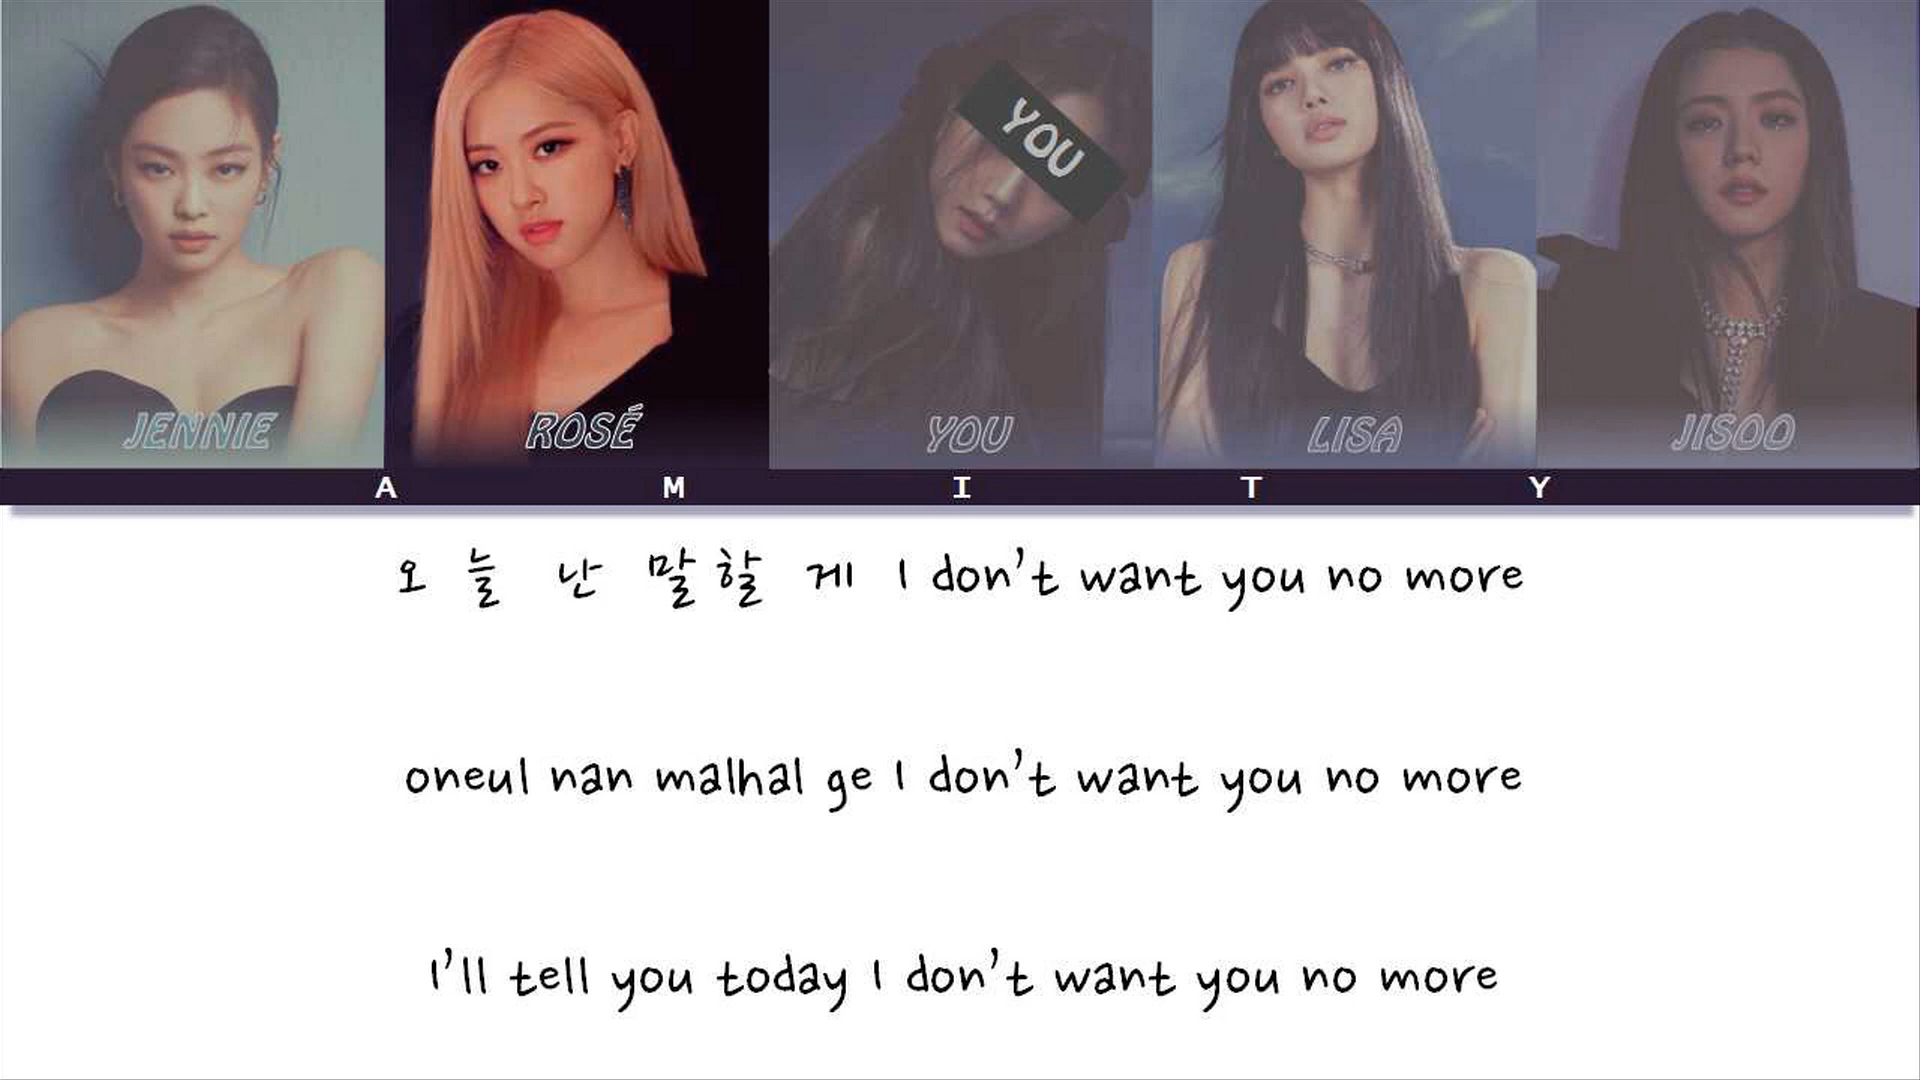 YOU
JENNIE ROSÉ YOU LISA JISOO
A M I T Y
오늘 난 말할게 I don't want you no more
oneul nan malhal ge I don't want you no more
I'll tell you today I don't want you no more